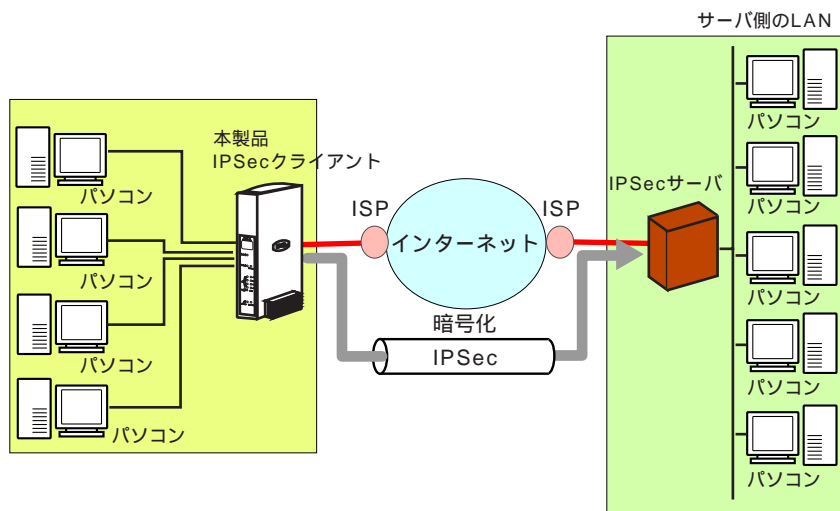 サーバ側のLAN
本製品
IPSecクライアント
パソコン
パソコン
パソコン
パソコン
ISP
インターネット
ISP
暗号化
IPSec
IPSecサーバ
パソコン
パソコン
パソコン
パソコン
パソコン